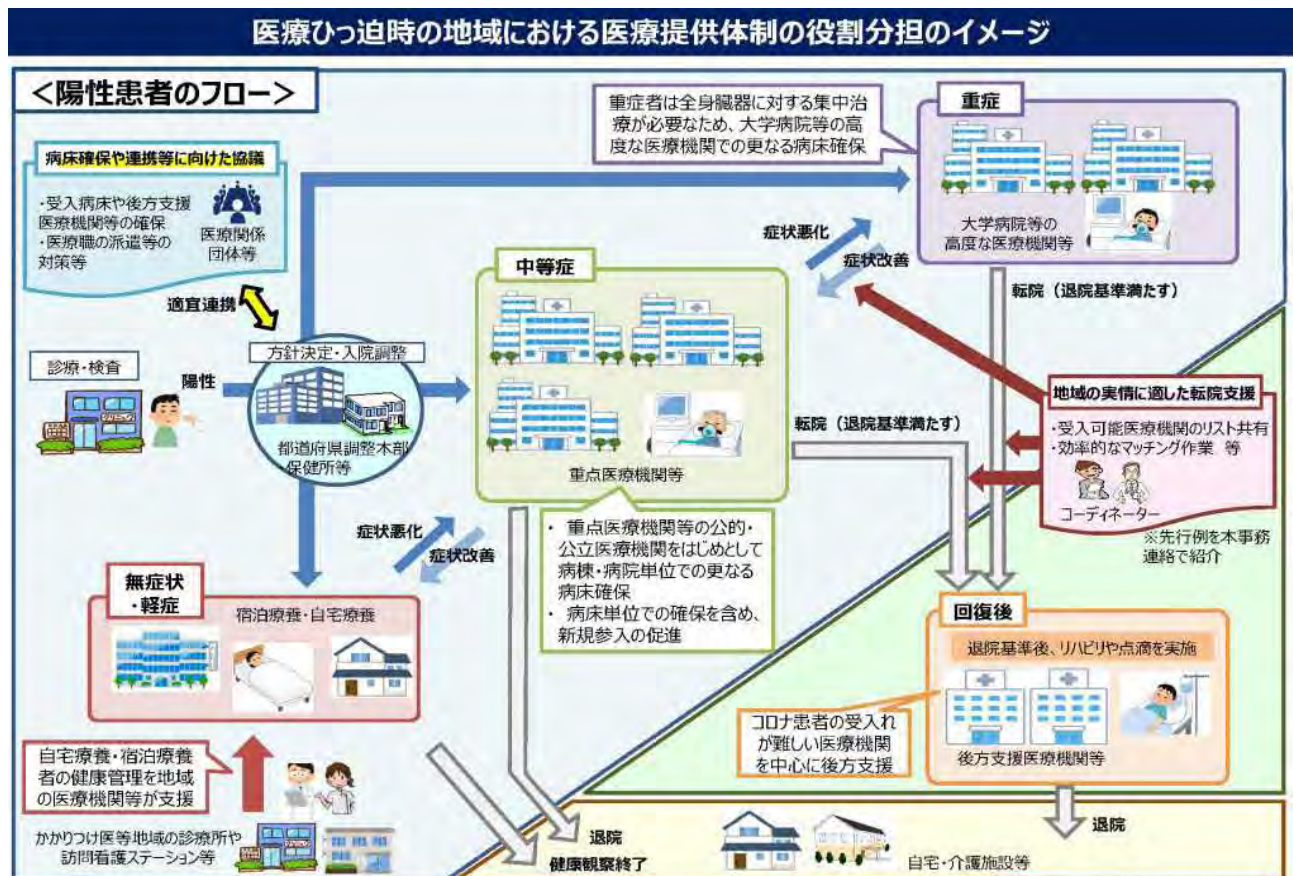 医療ひっ迫時の地域における医療提供体制の役割分担のイメージ
<陽性患者のフロー>
病床確保や連携等に向けた協議
・受入病床や後方支援
医療機関等の確保
・医療職の派遣等の
対策等
医療関係
団体等
適宜連携
診療・検査
クリニック
陽性
方針決定・入院調整
都道府県調整本部
保健所等
重症者は全身臓器に対する集中治
療が必要なため、大学病院等の高
度な医療機関での更なる病床確保
重症
大学病院等の
高度な医療機関等
症状悪化
症状改善
転院（退院基準満たす）
中等症
重点医療機関等
転院（退院基準満たす）
地域の実情に適した転院支援
・受入可能医療機関のリスト共有
・効率的なマッチング作業 等
コーディネーター
※先行例を本事務
連絡で紹介
・ 重点医療機関等の公的・
公立医療機関をはじめとして
病棟・病院単位での更なる
病床確保
・ 病床単位での確保を含め、
新規参入の促進
症状悪化
症状改善
無症状
・軽症
宿泊療養・自宅療養
自宅療養・宿泊療養
者の健康管理を地域
の医療機関等が支援
かかりつけ医等地域の診療所や
訪問看護ステーション等
回復後
退院基準後、リハビリや点滴を実施
後方支援医療機関等
コロナ患者の受入れ
が難しい医療機関
を中心に後方支援
退院
健康観察終了
退院
自宅・介護施設等